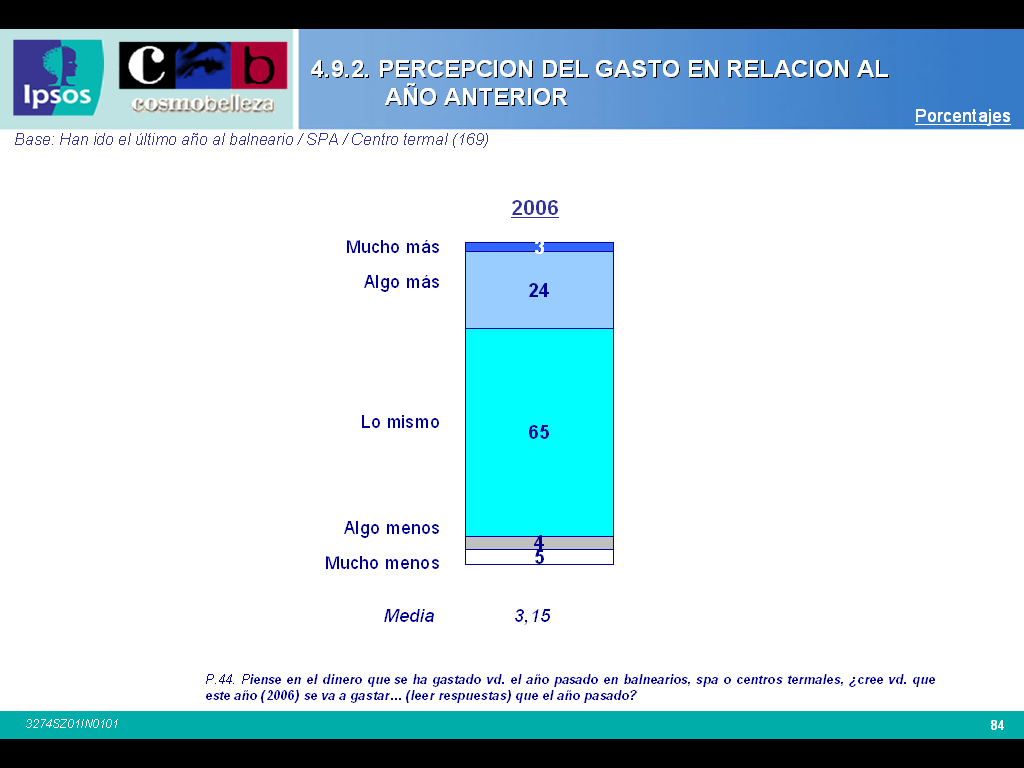 Ipsos
C b
cosmobelleza
4.9.2. PERCEPCION DEL GASTO EN RELACION AL
AÑO ANTERIOR
Porcentajes
Base: Han ido el último año al balneario / SPA / Centro termal (169)
2006
Mucho más 3
Algo más 24
Lo mismo 65
Algo menos 4
Mucho menos 5
Media 3,15
P.44. Piense en el dinero que se ha gastado vd. el año pasado en balnearios, spa o centros termales, ¿cree vd. que
este año (2006) se va a gastar... (leer respuestas) que el año pasado?
3274SZ01IN0101
84